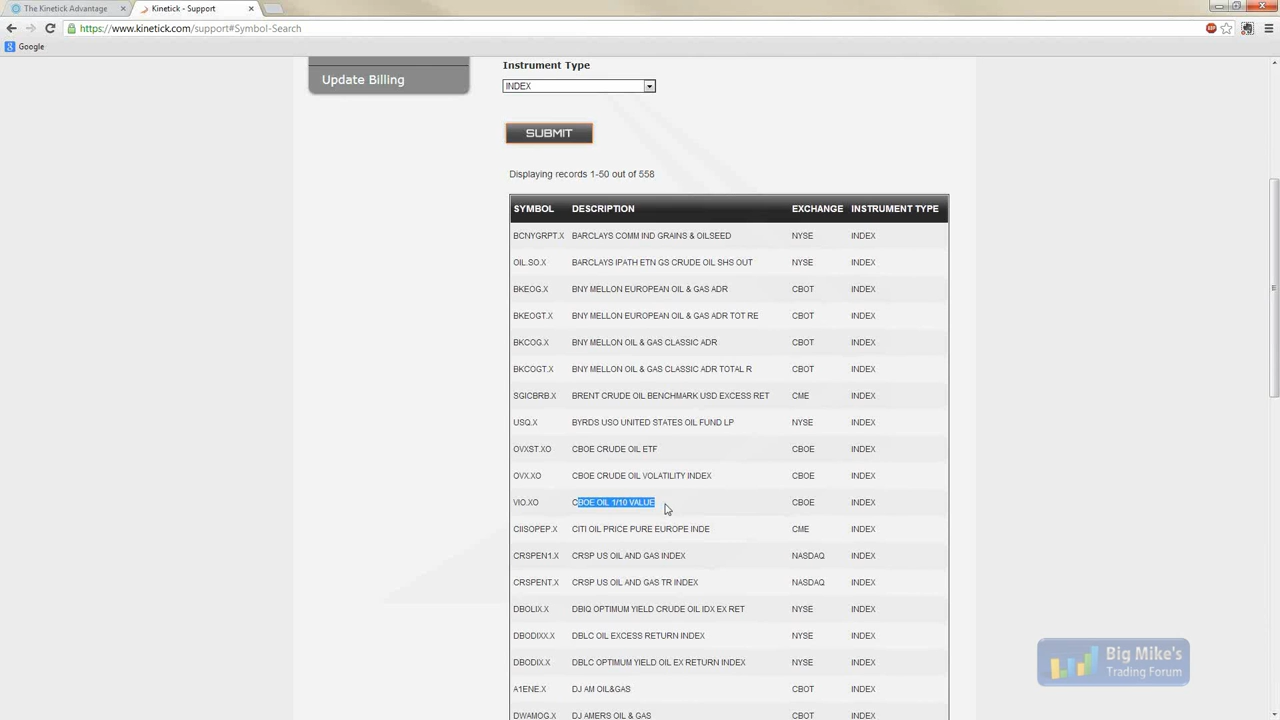 The Kinetick Advantage
Kinetick - Support
https://www.kinetick.com/support#Symbol-Search
Google
Update Billing
Instrument Type
INDEX
SUBMIT
Displaying records 1-50 out of 558
SYMBOL DESCRIPTION EXCHANGE INSTRUMENT TYPE
BCNYGRPT.X BARCLAYS COMM IND GRAINS & OILSEED NYSE INDEX
OIL.SO.X BARCLAYS IPATH ETN GS CRUDE OIL SHS OUT NYSE INDEX
BKEOG.X BNY MELLON EUROPEAN OIL & GAS ADR CBOT INDEX
BKEOGT.X BNY MELLON EUROPEAN OIL & GAS ADR TOT RE CBOT INDEX
BKCOG.X BNY MELLON OIL & GAS CLASSIC ADR CBOT INDEX
BKCOGT.X BNY MELLON OIL & GAS CLASSIC ADR TOTAL R CBOT INDEX
SGICBRB.X BRENT CRUDE OIL BENCHMARK USD EXCESS RET CME INDEX
USQ.X BYRDS USO UNITED STATES OIL FUND LP NYSE INDEX
OVXST.XO CBOE CRUDE OIL ETF CBOE INDEX
OVX.XO CBOE CRUDE OIL VOLATILITY INDEX CBOE INDEX
VIO.XO CBOE OIL 1/10 VALUE CBOE INDEX
CIISOPEP.X CITI OIL PRICE PURE EUROPE INDE CME INDEX
CRSPEN1.X CRSP US OIL AND GAS INDEX NASDAQ INDEX
CRSPENT.X CRSP US OIL AND GAS TR INDEX NASDAQ INDEX
DBOLIX.X DBIQ OPTIMUM YIELD CRUDE OIL IDX EX RET NYSE INDEX
DBODIXX.X DBLC OIL EXCESS RETURN INDEX NYSE INDEX
DBODIX.X DBLC OPTIMUM YIELD OIL EX RETURN INDEX NYSE INDEX
A1ENE.X DJ AM OIL&GAS CBOT INDEX
DWAMOG.X DJ AMERS OIL & GAS CBOT INDEX
Big Mike's
Trading Forum